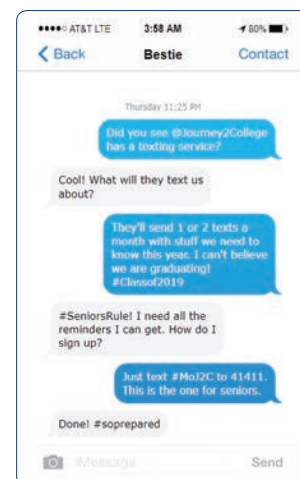 AT&T LTE 3:58 AM 80%
Back Bestie Contact
Thursday 11:25 PM
Did you see @Journey2College
has a texting service?
Cool! What will they text us
about?
They'll send 1 or 2 texts a
month with stuff we need to
know this year. I can't believe
we are graduating!
#Classof2019
#SeniorsRule! I need all the
reminders I can get. How do I
sign up?
Just text #MoJ2C to 41411.
This is the one for seniors.
Done! #soprepared
iMessage Send